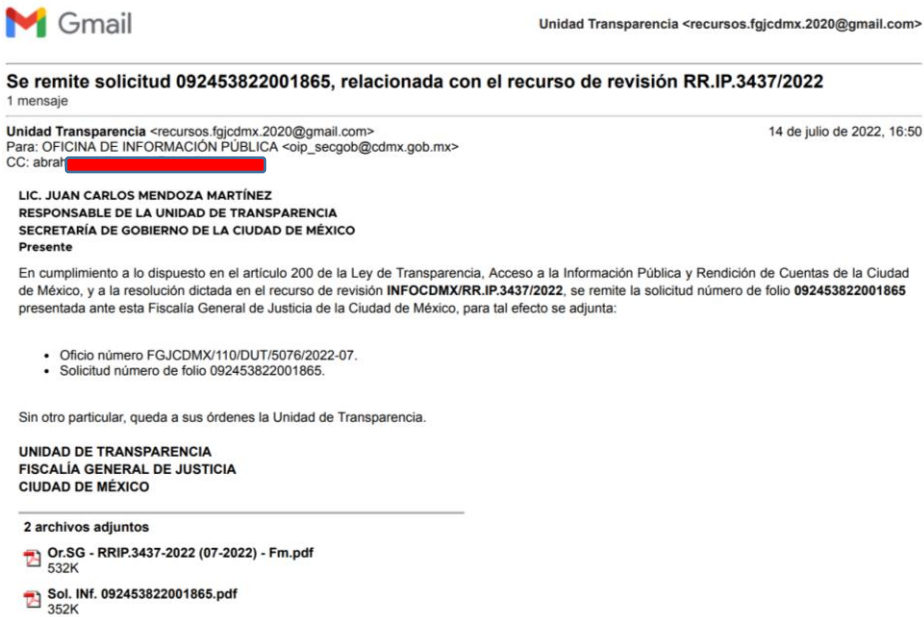 Gmail
Unidad Transparencia <recursos.fgjcdmx.2020@gmail.com>
Se remite solicitud 092453822001865, relacionada con el recurso de revisión RR.IP.3437/2022
1 mensaje
Unidad Transparencia <recursos.fgjcdmx.2020@gmail.com>
14 de julio de 2022, 16:50
Para: OFICINA DE INFORMACIÓN PÚBLICA <oip_secgob@cdmx.gob.mx>
CC: abrah
LIC. JUAN CARLOS MENDOZA MARTÍNEZ
RESPONSABLE DE LA UNIDAD DE TRANSPARENCIA
SECRETARÍA DE GOBIERNO DE LA CIUDAD DE MÉXICO
Presente
En cumplimiento a lo dispuesto en el artículo 200 de la Ley de Transparencia, Acceso a la Información Pública y Rendición de Cuentas de la Ciudad
de México, y a la resolución dictada en el recurso de revisión INFOCDMX/RR.IP.3437/2022, se remite la solicitud número de folio 092453822001865
presentada ante esta Fiscalía General de Justicia de la Ciudad de México, para tal efecto se adjunta:
• Oficio número FGJCDMX/110/DUT/5076/2022-07.
• Solicitud número de folio 092453822001865.
Sin otro particular, queda a sus órdenes la Unidad de Transparencia.
UNIDAD DE TRANSPARENCIA
FISCALÍA GENERAL DE JUSTICIA
CIUDAD DE MÉXICO
2 archivos adjuntos
Or.SG - RRIP.3437-2022 (07-2022) - Fm.pdf
532K
Sol. INf. 092453822001865.pdf
352K